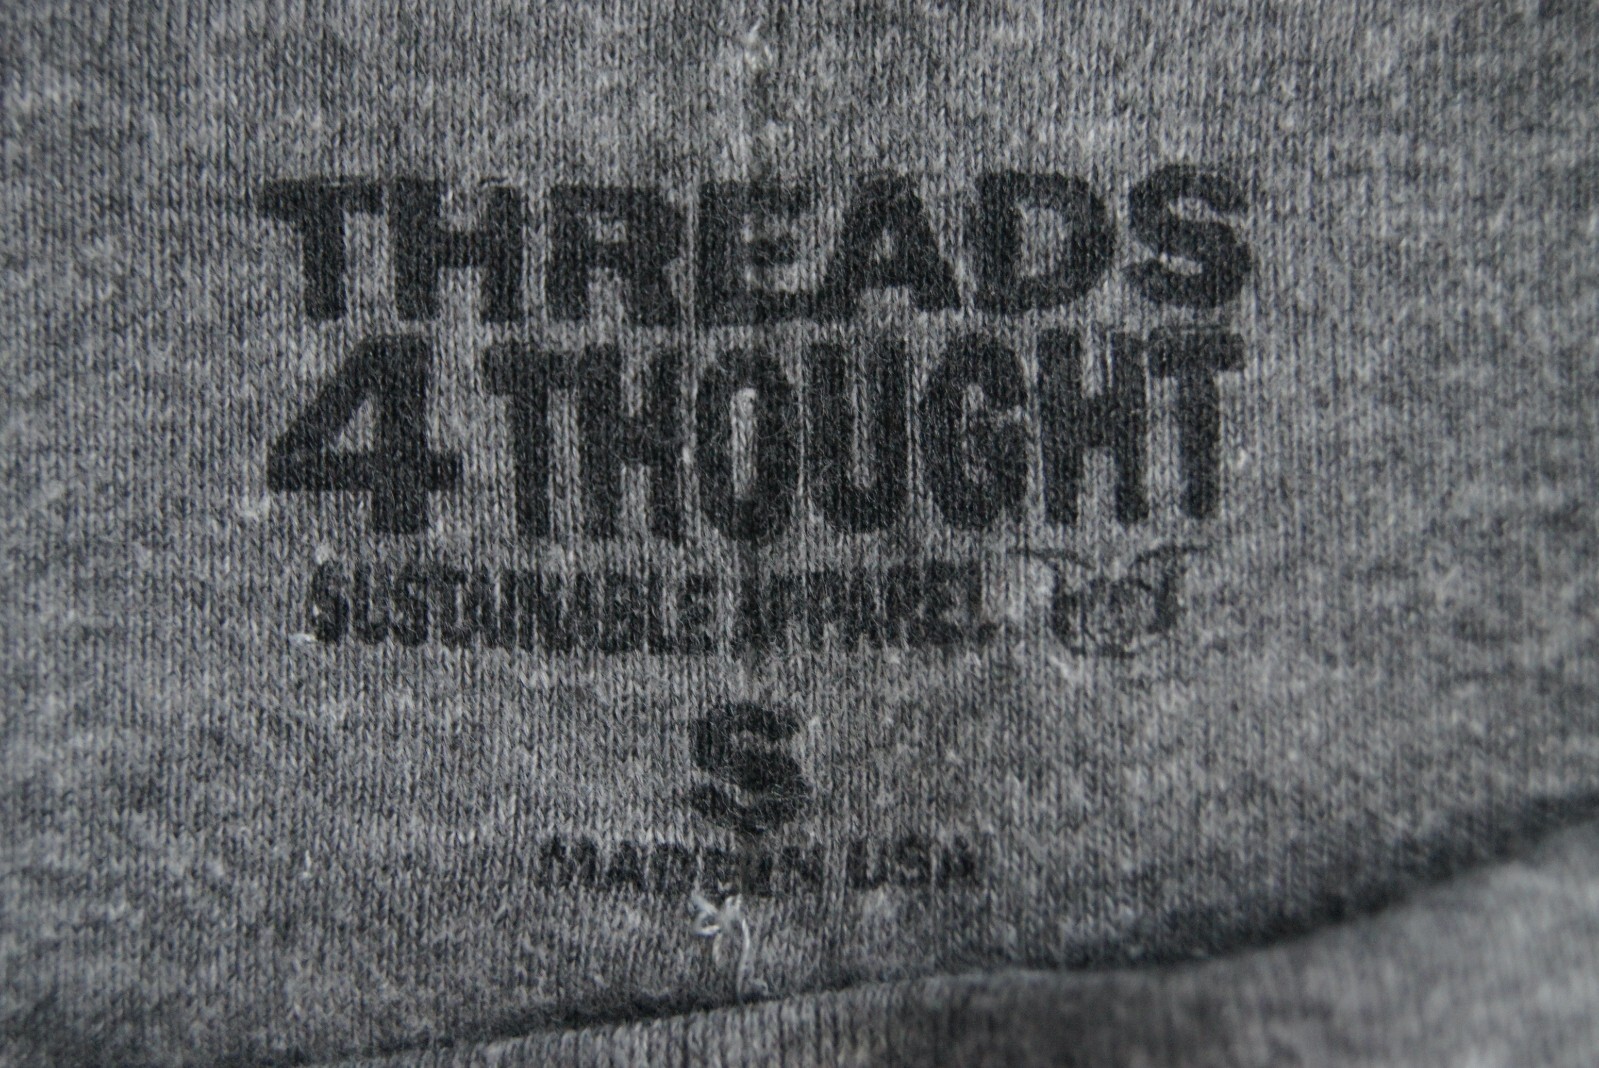 THREADS
4 THOUGHT
SUSTAINABLE APPAREL
S
MADE IN USA